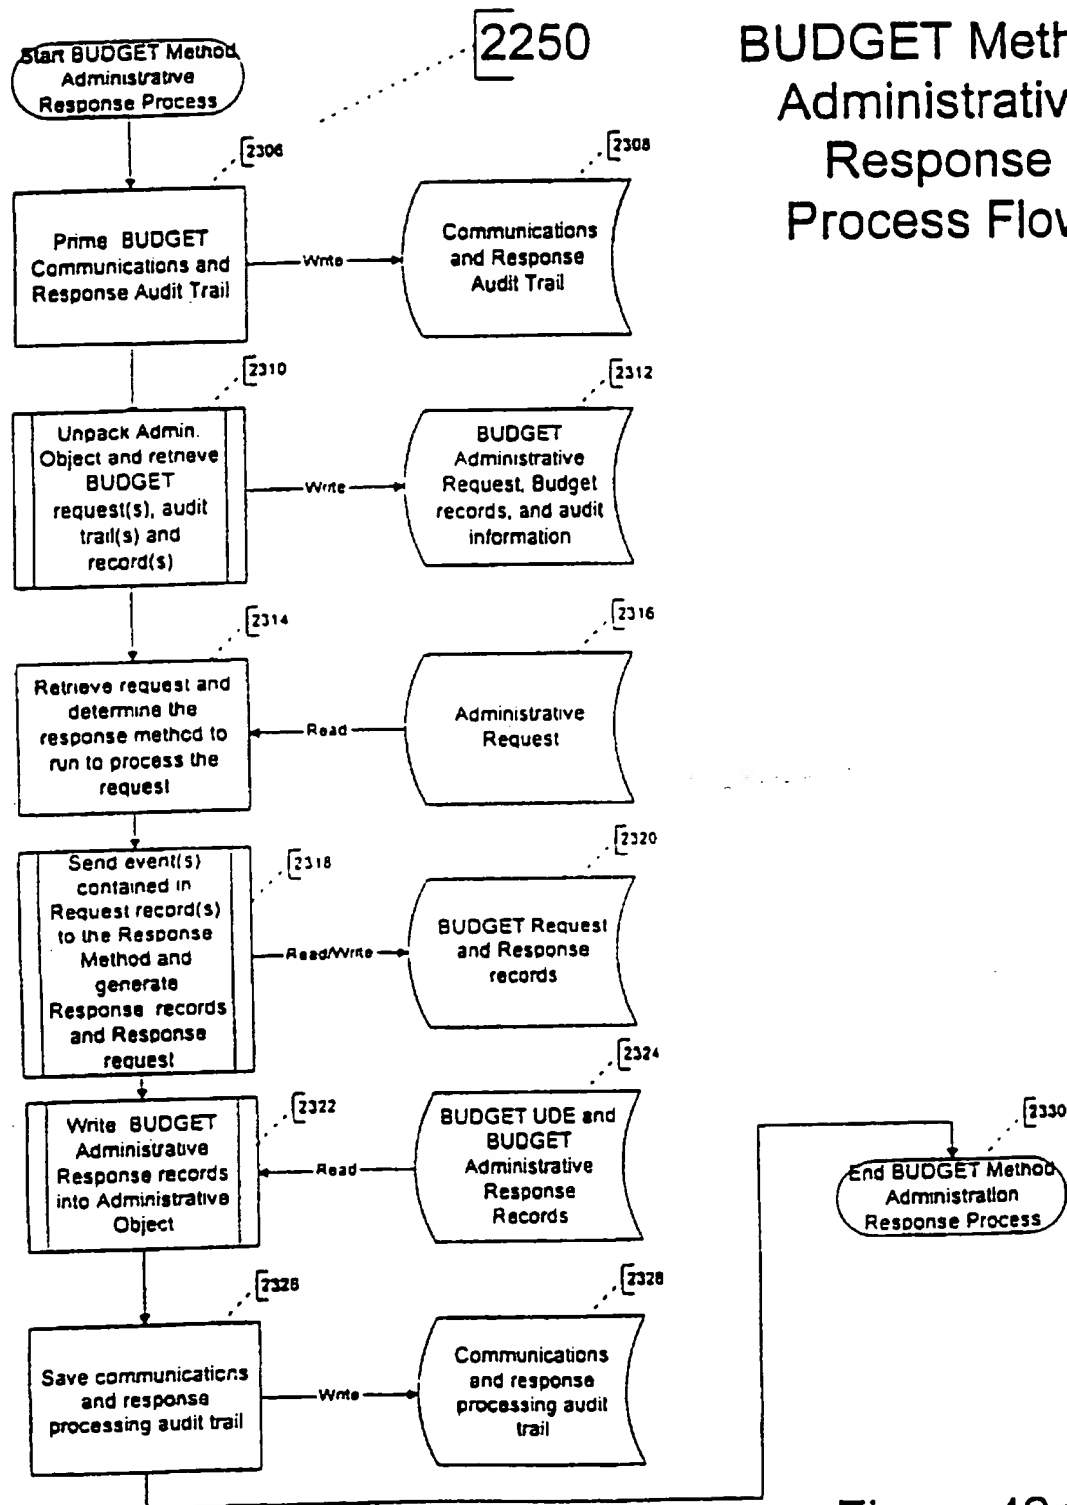 2250
BUDGET Meth
Administrativ
Response
Process Flow
Start BUDGET Method
Administrative
Response Process
2306
2308
Prime BUDGET
Communications and
Response Audit Trail
Write
Communications
and Response
Audit Trail
2310
2312
Unpack Admin.
Object and retrieve
BUDGET
request(s), audit
trail(s) and
record(s)
Write
BUDGET
Administrative
Request, Budget
records, and audit
information
2314
2316
Retrieve request and
determine the
response method to
run to process the
request
Read
Administrative
Request
2318
2320
Send event(s)
contained in
Request record(s)
to the Response
Method and
generate
Response records
and Response
request
Read/Write
BUDGET Request
and Response
records
2322
2324
Write BUDGET
Administrative
Response records
into Administrative
Object
Read
BUDGET UDE and
BUDGET
Administrative
Response
Records
2330
End BUDGET Method
Administration
Response Process
2326
2328
Save communications
and response
processing audit trail
Write
Communications
and response
processing audit
trail